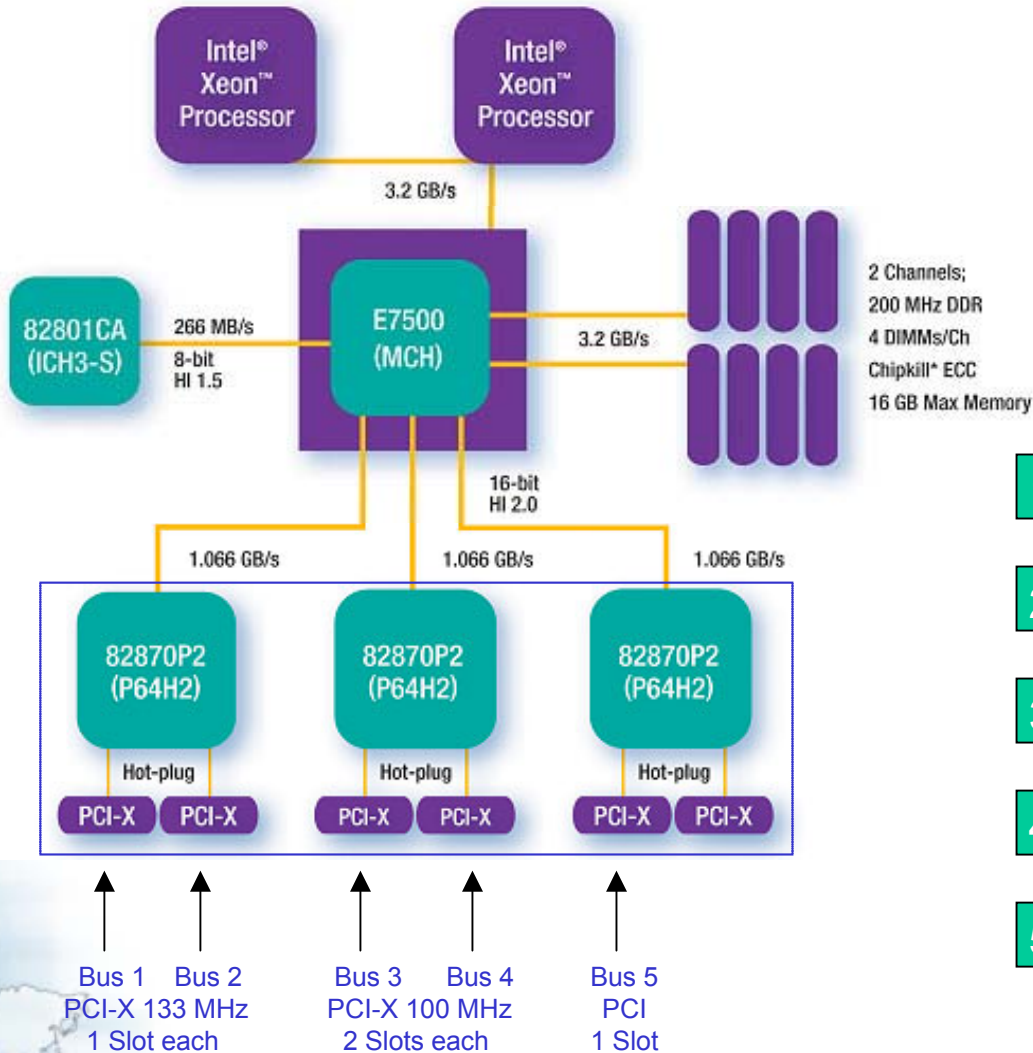 Intel®
Xeon™
Processor
Intel®
Xeon™
Processor
3.2 GB/s
82801CA
(ICH3-S)
266 MB/s
8-bit
HI 1.5
E7500
(MCH)
3.2 GB/s
2 Channels;
200 MHz DDR
4 DIMMs/Ch
Chipkill* ECC
16 GB Max Memory
16-bit
HI 2.0
1.066 GB/s
1.066 GB/s
1.066 GB/s
82870P2
(P64H2)
82870P2
(P64H2)
82870P2
(P64H2)
Hot-plug
Hot-plug
Hot-plug
PCI-X
PCI-X
PCI-X
PCI-X
PCI-X
PCI-X
Bus 1
Bus 2
PCI-X 133 MHz
1 Slot each
Bus 3
Bus 4
PCI-X 100 MHz
2 Slots each
Bus 5
PCI
1 Slot